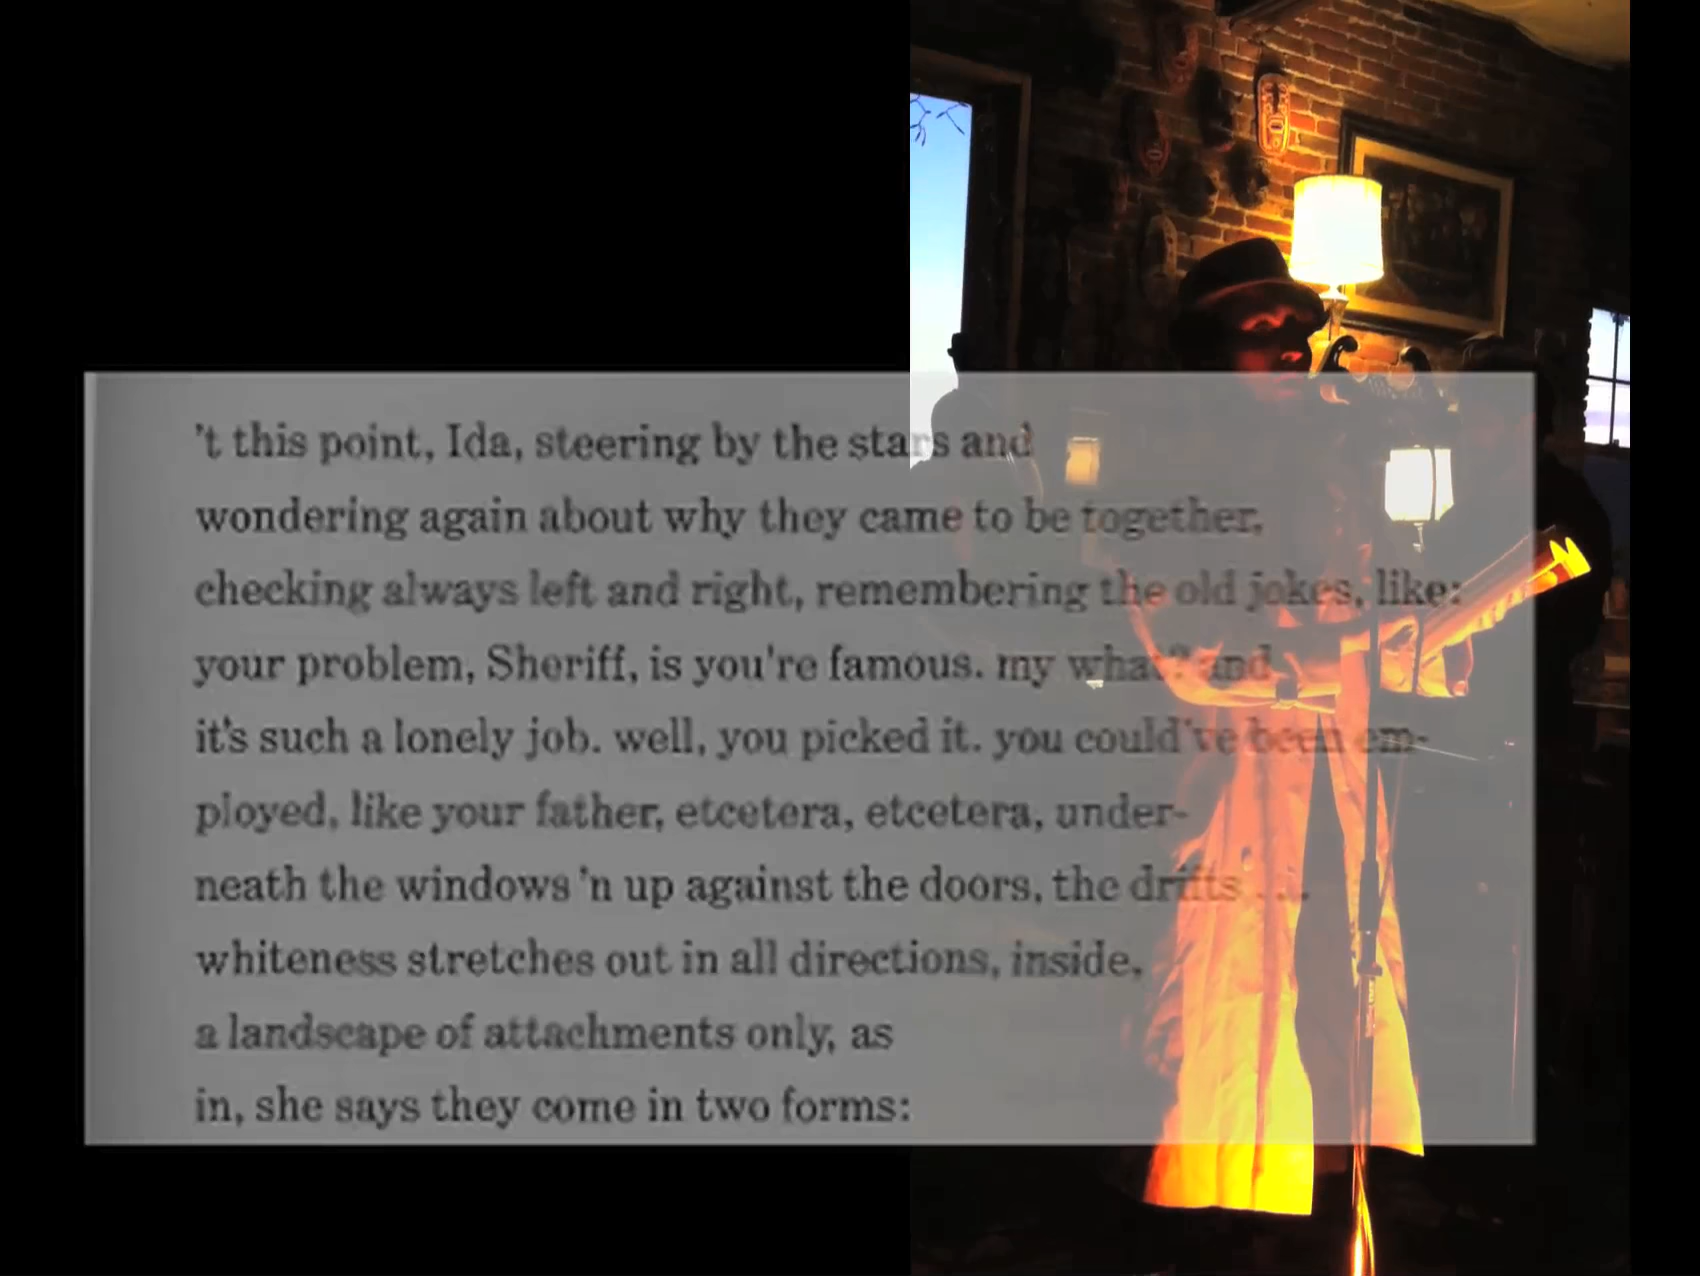 't this point, Ida, steering by the stars and
wondering again about why they came to be together,
checking always left and right, remembering the old jokes, like:
your problem, Sheriff, is you're famous. my what? and
it's such a lonely job. well, you picked it. you could've been em-
ployed, like your father, etcetera, etcetera, under-
neath the windows 'n up against the doors, the drifts ....
whiteness stretches out in all directions, inside,
a landscape of attachments only, as
in, she says they come in two forms: